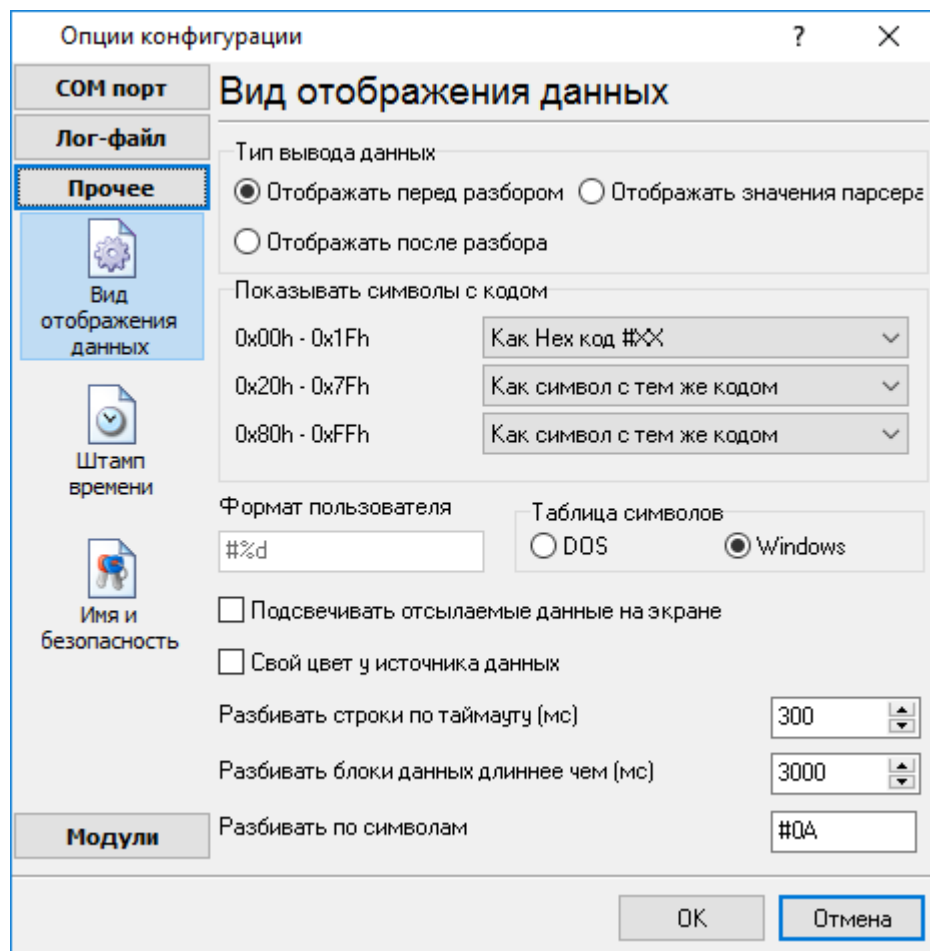 Опции конфигурации
?
COM порт
Лог-файл
Прочее
Вид
отображения
данных
Штамп
времени
Имя и
безопасность
Модули
Вид отображения данных
Тип вывода данных
Отображать перед разбором
Отображать значения парсера
Отображать после разбора
Показывать символы с кодом
0x00h - 0x1Fh
Как Hex код #XX
0x20h - 0x7Fh
Как символ с тем же кодом
0x80h - 0xFFh
Как символ с тем же кодом
Формат пользователя
#%d
Таблица символов
DOS
Windows
Подсвечивать отсылаемые данные на экране
Свой цвет у источника данных
Разбивать строки по таймауту (мс)
300
Разбивать блоки данных длиннее чем (мс)
3000
Разбивать по символам
#0A
OK
Отмена